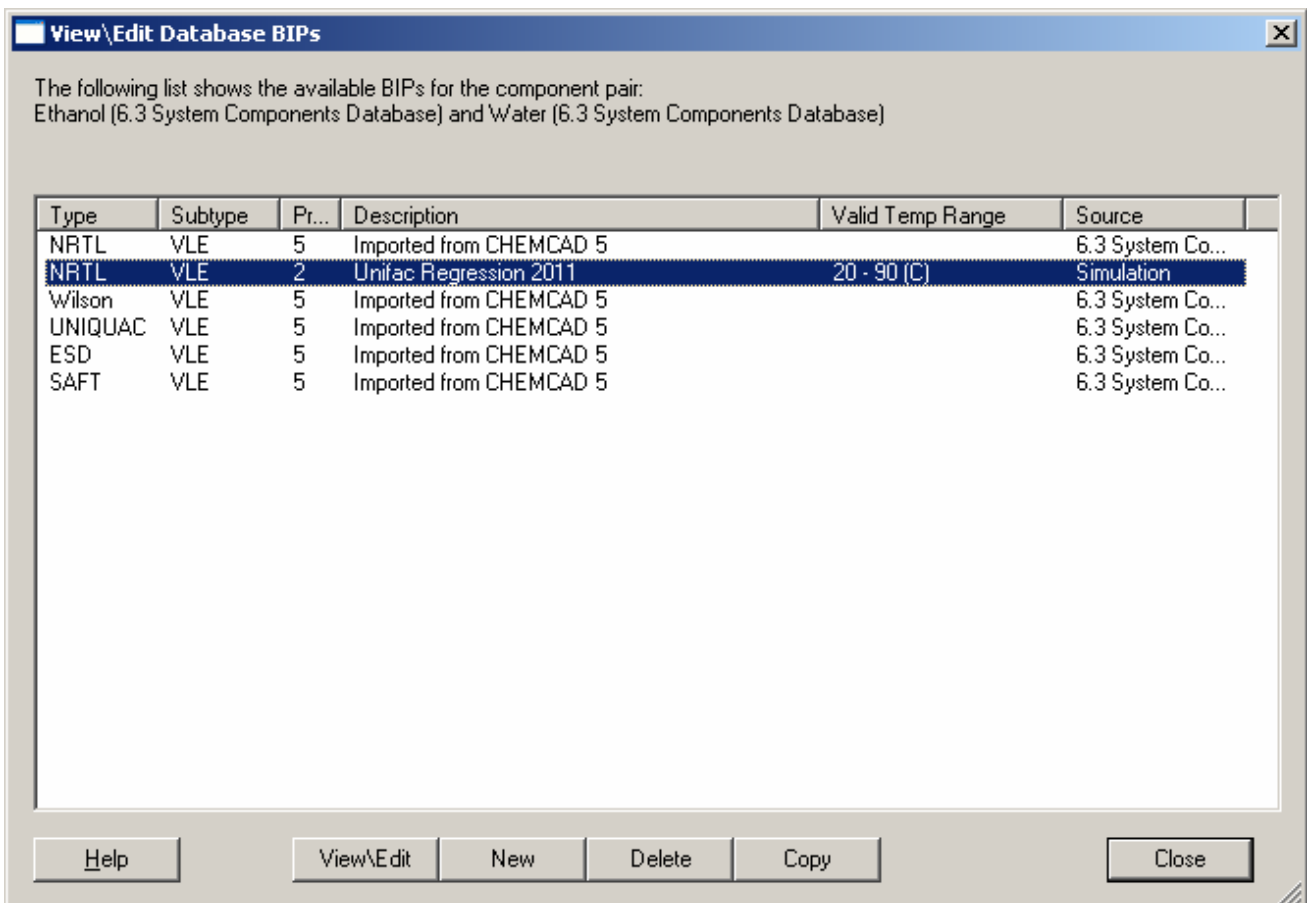 View\Edit Database BIPs
The following list shows the available BIPs for the component pair:
Ethanol (6.3 System Components Database) and Water (6.3 System Components Database)
Type Subtype Pr... Description Valid Temp Range Source
NRTL VLE 5 Imported from CHEMCAD 5 6.3 System Co...
NRTL VLE 2 Unifac Regression 2011 20 - 90 (C) Simulation
Wilson VLE 5 Imported from CHEMCAD 5 6.3 System Co...
UNIQUAC VLE 5 Imported from CHEMCAD 5 6.3 System Co...
ESD VLE 5 Imported from CHEMCAD 5 6.3 System Co...
SAFT VLE 5 Imported from CHEMCAD 5 6.3 System Co...
Help View\Edit New Delete Copy Close